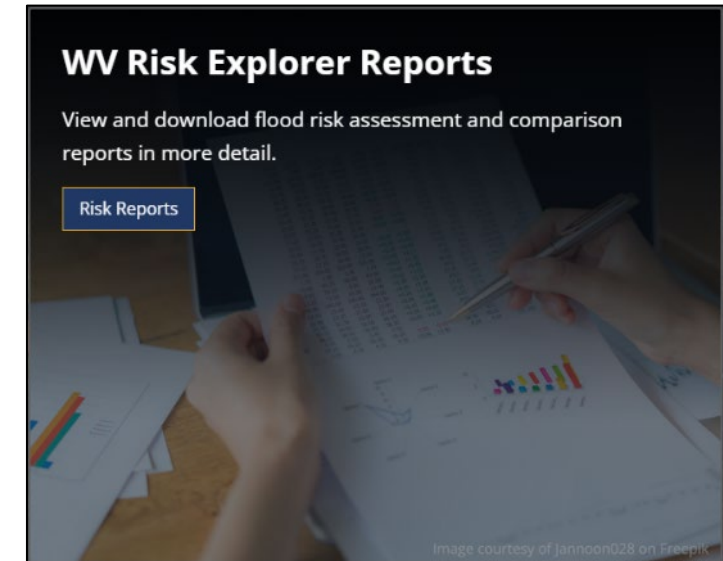 WV Risk Explorer Reports
View and download flood risk assessment and comparison
reports in more detail.
Risk Reports
Image courtesy of Jannoon028 on Freepik